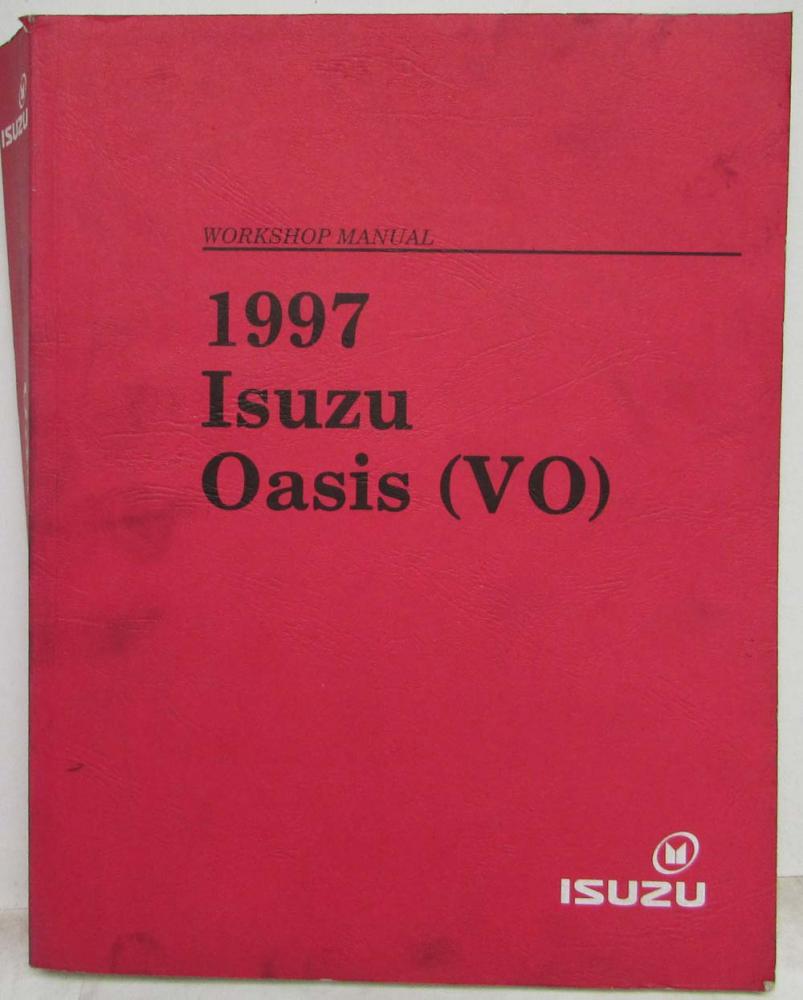 ISUZU
WORKSHOP MANUAL
1997
Isuzu
Oasis (VO)
ISUZU